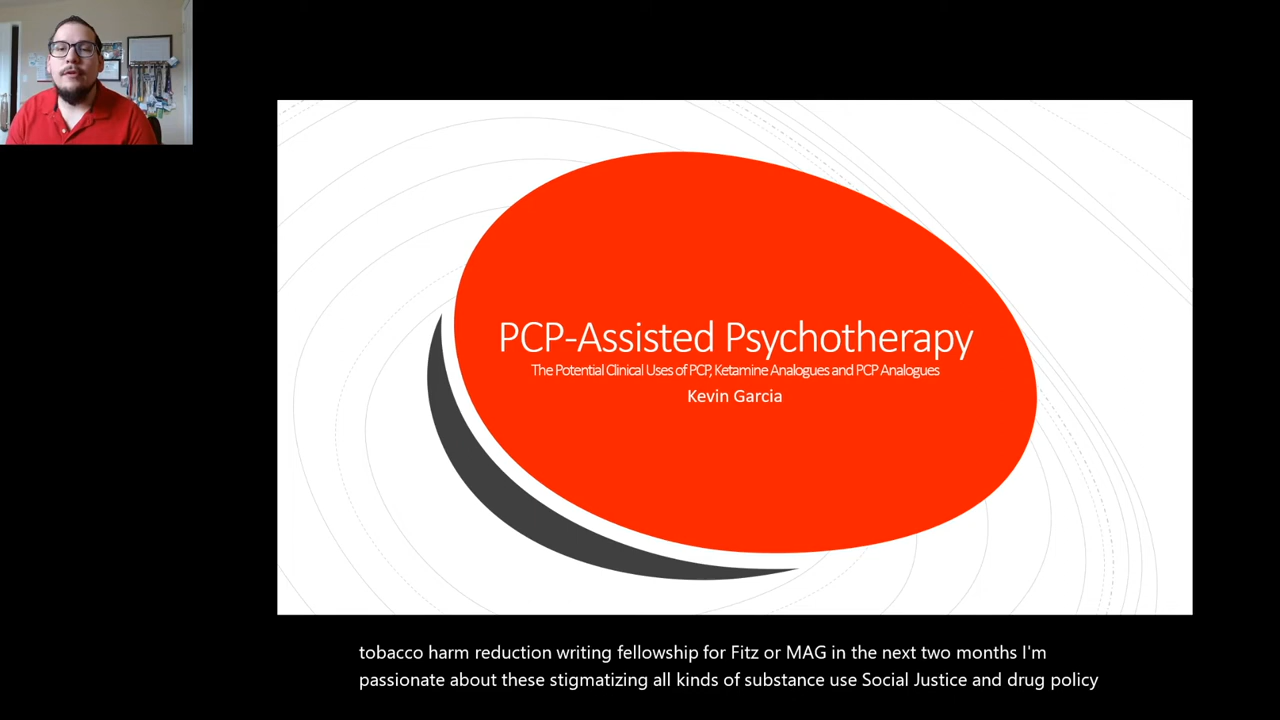 PCP-Assisted Psychotherapy
The Potential Clinical Uses of PCP, Ketamine Analogues and PCP Analogues
Kevin Garcia
tobacco harm reduction writing fellowship for Fitz or MAG in the next two months I'm
passionate about these stigmatizing all kinds of substance use Social Justice and drug policy